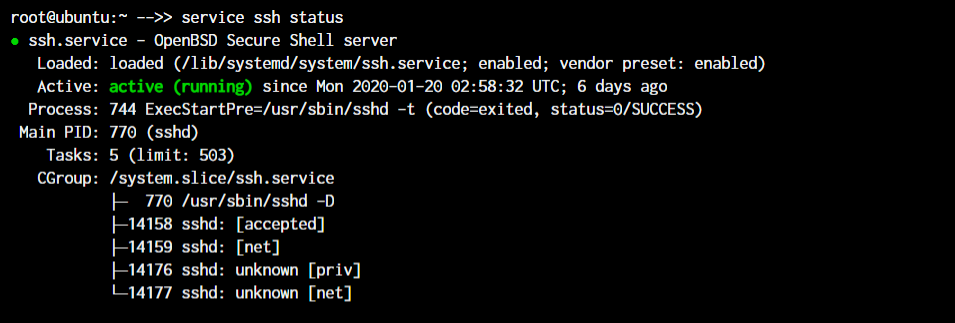 root@ubuntu:~ -->> service ssh status
● ssh.service - OpenBSD Secure Shell server
   Loaded: loaded (/lib/systemd/system/ssh.service; enabled; vendor preset: enabled)
   Active: active (running) since Mon 2020-01-20 02:58:32 UTC; 6 days ago
  Process: 744 ExecStartPre=/usr/sbin/sshd -t (code=exited, status=0/SUCCESS)
 Main PID: 770 (sshd)
    Tasks: 5 (limit: 503)
   CGroup: /system.slice/ssh.service
           ├─  770 /usr/sbin/sshd -D
           ├─14158 sshd: [accepted]
           ├─14159 sshd: [net]
           ├─14176 sshd: unknown [priv]
           └─14177 sshd: unknown [net]